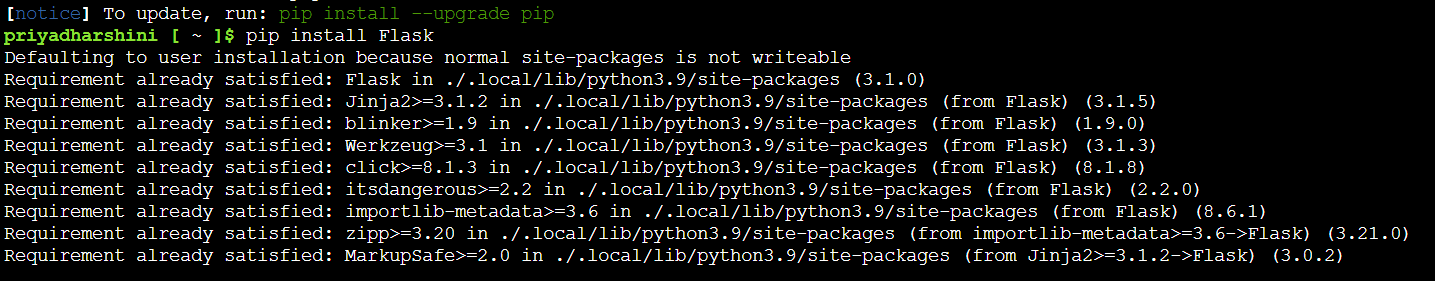 [notice] To update, run: pip install --upgrade pip
priyadharshini [ ~ ]$ pip install Flask
Defaulting to user installation because normal site-packages is not writeable
Requirement already satisfied: Flask in ./.local/lib/python3.9/site-packages (3.1.0)
Requirement already satisfied: Jinja2>=3.1.2 in ./.local/lib/python3.9/site-packages (from Flask) (3.1.5)
Requirement already satisfied: blinker>=1.9 in ./.local/lib/python3.9/site-packages (from Flask) (1.9.0)
Requirement already satisfied: Werkzeug>=3.1 in ./.local/lib/python3.9/site-packages (from Flask) (3.1.3)
Requirement already satisfied: click>=8.1.3 in ./.local/lib/python3.9/site-packages (from Flask) (8.1.8)
Requirement already satisfied: itsdangerous>=2.2 in ./.local/lib/python3.9/site-packages (from Flask) (2.2.0)
Requirement already satisfied: importlib-metadata>=3.6 in ./.local/lib/python3.9/site-packages (from Flask) (8.6.1)
Requirement already satisfied: zipp>=3.20 in ./.local/lib/python3.9/site-packages (from importlib-metadata>=3.6->Flask) (3.21.0)
Requirement already satisfied: MarkupSafe>=2.0 in ./.local/lib/python3.9/site-packages (from Jinja2>=3.1.2->Flask) (3.0.2)